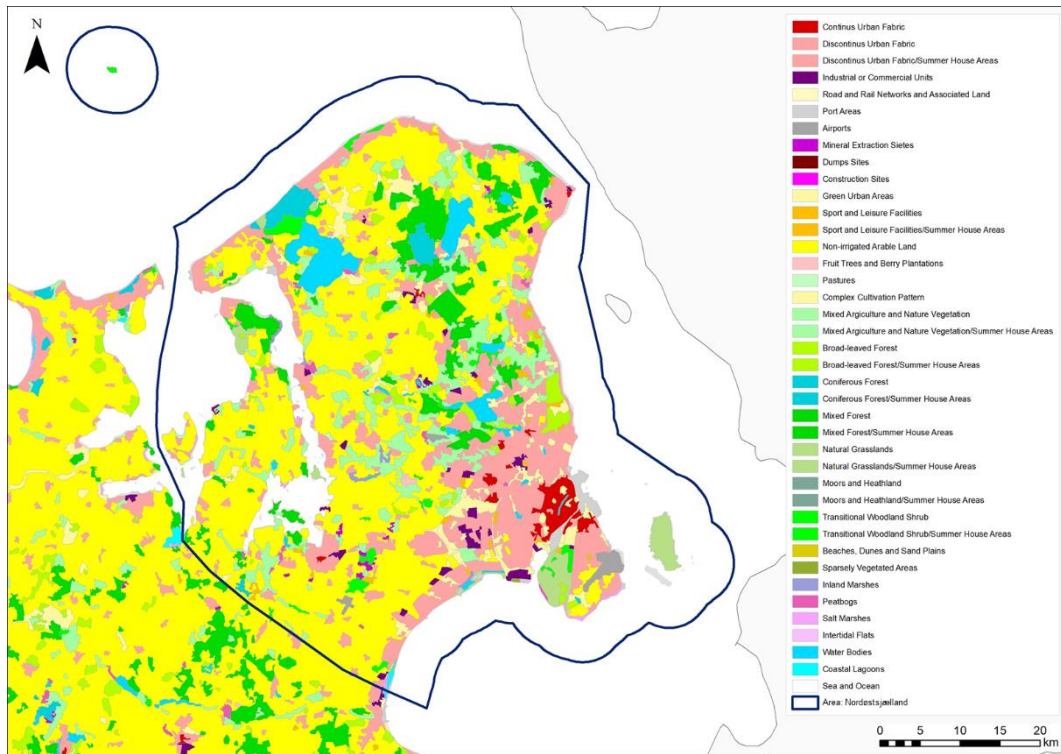 N
Continus Urban Fabric
Discontinus Urban Fabric
Discontinus Urban Fabric/Summer House Areas
Industrial or Commercial Units
Road and Rail Networks and Associated Land
Port Areas
Airports
Mineral Extraction Sietes
Dumps Sites
Construction Sites
Green Urban Areas
Sport and Leisure Facilities
Sport and Leisure Facilities/Summer House Areas
Non-irrigated Arable Land
Fruit Trees and Berry Plantations
Pastures
Complex Cultivation Pattern
Mixed Argiculture and Nature Vegetation
Mixed Argiculture and Nature Vegetation/Summer House Areas
Broad-leaved Forest
Broad-leaved Forest/Summer House Areas
Coniferous Forest
Coniferous Forest/Summer House Areas
Mixed Forest
Mixed Forest/Summer House Areas
Natural Grasslands
Natural Grasslands/Summer House Areas
Moors and Heathland
Moors and Heathland/Summer House Areas
Transitional Woodland Shrub
Transitional Woodland Shrub/Summer House Areas
Beaches, Dunes and Sand Plains
Sparsely Vegetated Areas
Inland Marshes
Peatbogs
Salt Marshes
Intertidal Flats
Water Bodies
Coastal Lagoons
Sea and Ocean
Area: Nordøstsjælland
0 5 10 15 20
km